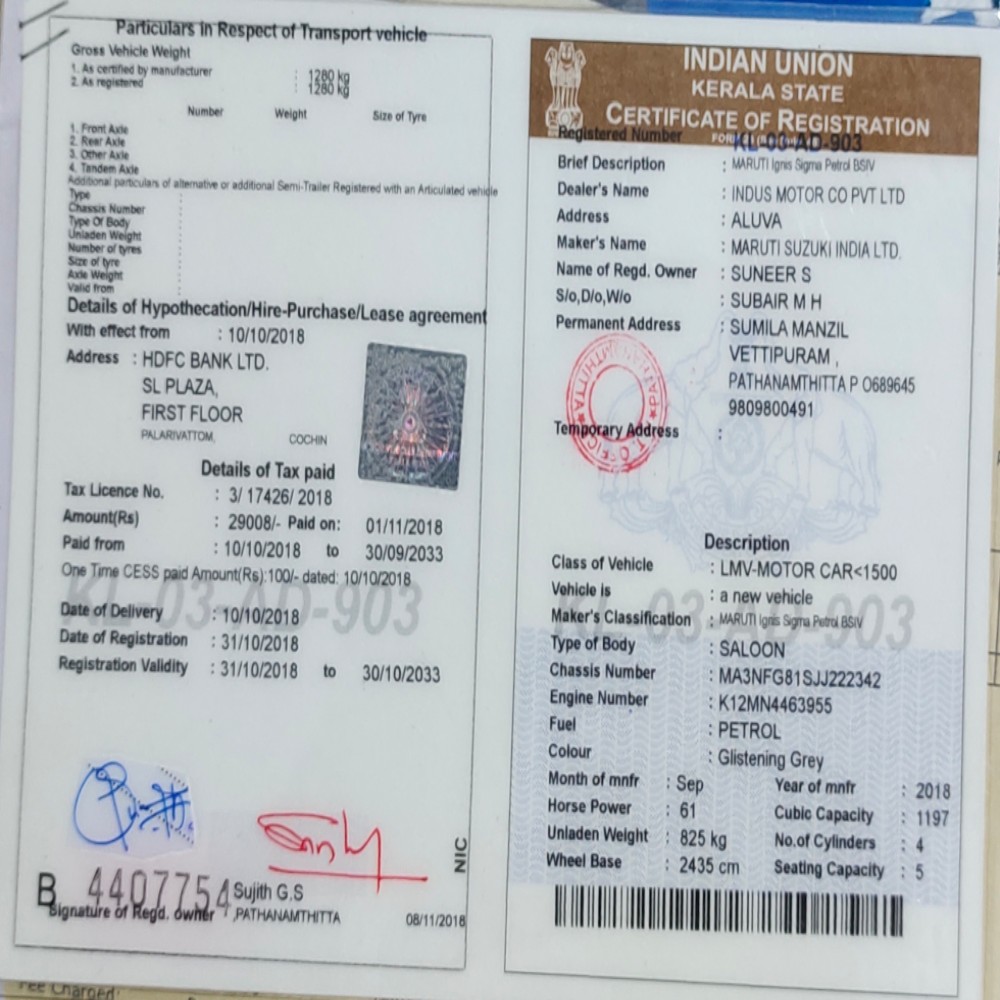 Particulars in Respect of Transport vehicle
Gross Vehicle Weight
1. As certified by manufacturer : 1280 kg
2. As registered : 1280 kg
Number Weight Size of Tyre
1. Front Axle
2. Rear Axle
3. Other Axle
4. Tandem Axle
Additional particulars of alternative or additional Semi-Trailer Registered with an Articulated vehicle
Type :
Chassis Number :
Type Of Body :
Unladen Weight :
Number of tyres :
Size of tyre :
Axle Weight :
Valid from :
Details of Hypothecation/Hire-Purchase/Lease agreement
With effect from : 10/10/2018
Address : HDFC BANK LTD.
SL PLAZA,
FIRST FLOOR
PALARIVATTOM, COCHIN
Details of Tax paid
Tax Licence No. : 3/ 17426/ 2018
Amount(Rs) : 29008/- Paid on: 01/11/2018
Paid from : 10/10/2018 to 30/09/2033
One Time CESS paid Amount(Rs):100/- dated: 10/10/2018
KL-03-AD-903
Date of Delivery : 10/10/2018
Date of Registration : 31/10/2018
Registration Validity : 31/10/2018 to 30/10/2033
NIC
B 4407754 Sujith G.S
Signature of Regd. owner , PATHANAMTHITTA 08/11/2018
INDIAN UNION
KERALA STATE
CERTIFICATE OF REGISTRATION
Registered Number KL-03-AD-903
Brief Description : MARUTI Ignis Sigma Petrol BSIV
Dealer's Name : INDUS MOTOR CO PVT LTD
Address : ALUVA
Maker's Name : MARUTI SUZUKI INDIA LTD.
Name of Regd. Owner : SUNEER S
S/o,D/o,W/o : SUBAIR M H
Permanent Address : SUMILA MANZIL
VETTIPURAM ,
PATHANAMTHITTA P O689645
9809800491
Temporary Address :
Description
Class of Vehicle : LMV-MOTOR CAR<1500
Vehicle is : a new vehicle
Maker's Classification : MARUTI Ignis Sigma Petrol BSIV
KL-03-AD-903
Type of Body : SALOON
Chassis Number : MA3NFG81SJJ222342
Engine Number : K12MN4463955
Fuel : PETROL
Colour : Glistening Grey
Month of mnfr : Sep Year of mnfr : 2018
Horse Power : 61 Cubic Capacity : 1197
Unladen Weight : 825 kg No.of Cylinders : 4
Wheel Base : 2435 cm Seating Capacity : 5
Fee Charged: